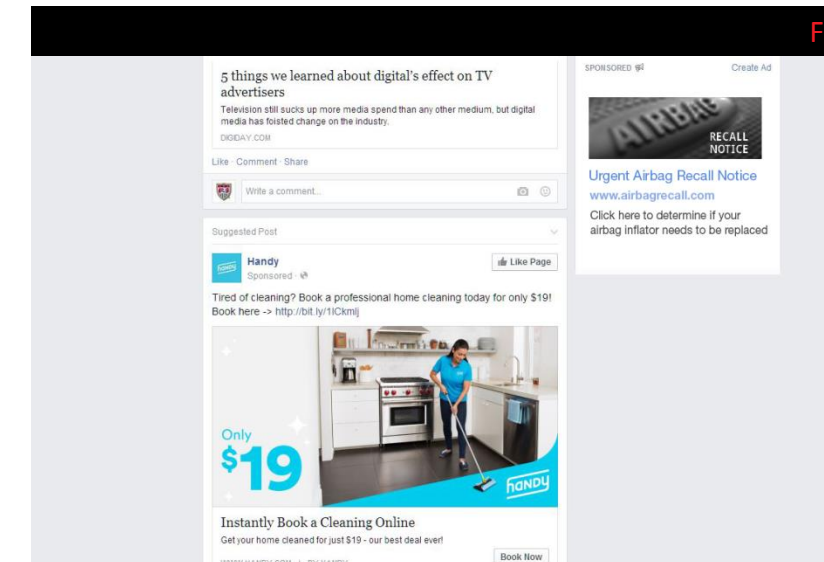 F
5 things we learned about digital's effect on TV
advertisers
Television still sucks up more media spend than any other medium, but digital
media has foisted change on the industry.
DIGIDAY.COM
Like · Comment · Share
Write a comment...
Suggested Post
HANDY
Handy
Sponsored ·
Like Page
Tired of cleaning? Book a professional home cleaning today for only $19!
Book here -> http://bit.ly/1ICkmlj
Only
$19
HANDY
Instantly Book a Cleaning Online
Get your home cleaned for just $19 - our best deal ever!
Book Now
SPONSORED
Create Ad
AIRBAG
RECALL
NOTICE
Urgent Airbag Recall Notice
www.airbagrecall.com
Click here to determine if your
airbag inflator needs to be replaced